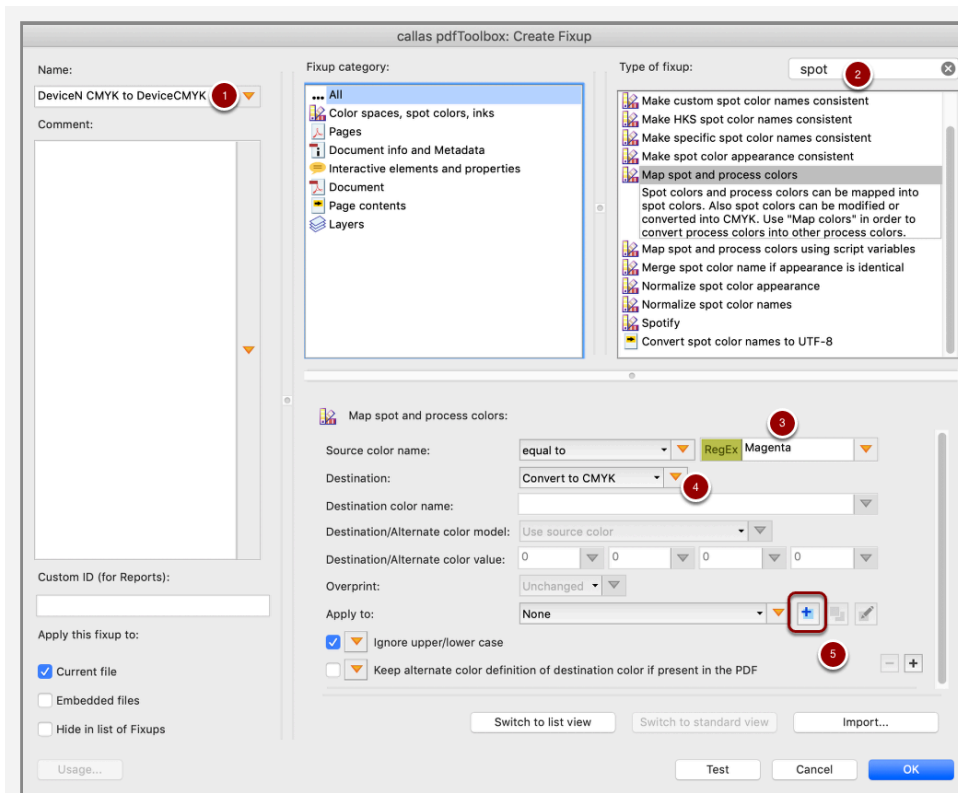 callas pdfToolbox: Create Fixup
Name:
DeviceN CMYK to DeviceCMYK
1
Comment:
Custom ID (for Reports):
Apply this fixup to:
Current file
Embedded files
Hide in list of Fixups
Usage...
Fixup category:
... All
Color spaces, spot colors, inks
Pages
Document info and Metadata
Interactive elements and properties
Document
Page contents
Layers
Type of fixup:
spot
2
Make custom spot color names consistent
Make HKS spot color names consistent
Make specific spot color names consistent
Make spot color appearance consistent
Map spot and process colors
Spot colors and process colors can be mapped into
spot colors. Also spot colors can be modified or
converted into CMYK. Use "Map colors" in order to
convert process colors into other process colors.
Map spot and process colors using script variables
Merge spot color name if appearance is identical
Normalize spot color appearance
Normalize spot color names
Spotify
Convert spot color names to UTF-8
Map spot and process colors:
3
Source color name: equal to RegEx Magenta
Destination: Convert to CMYK
4
Destination color name:
Destination/Alternate color model: Use source color
Destination/Alternate color value: 0 0 0 0
Overprint: Unchanged
Apply to: None
5
Ignore upper/lower case
Keep alternate color definition of destination color if present in the PDF
Switch to list view Switch to standard view Import...
Test Cancel OK